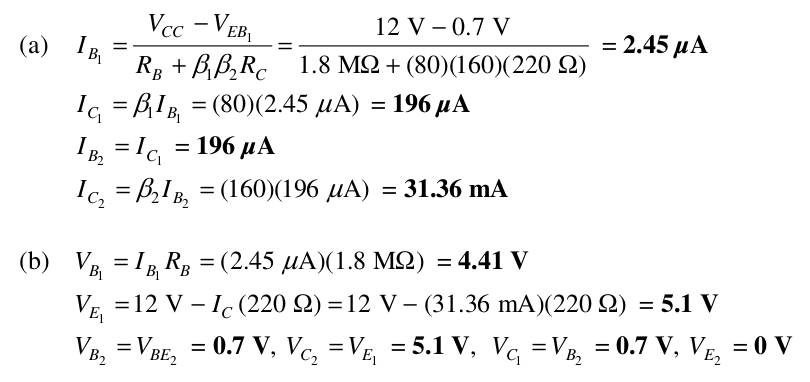 (a) I_{B_1} = \frac{V_{CC} - V_{EB_1}}{R_B + β_1β_2R_C} = \frac{12 V - 0.7 V}{1.8 MΩ + (80)(160)(220 Ω)} = 2.45 μA
I_{C_1} = β_1I_{B_1} = (80)(2.45 μA) = 196 μA
I_{B_2} = I_{C_1} = 196 μA
I_{C_2} = β_2I_{B_2} = (160)(196 μA) = 31.36 mA
(b) V_{B_1} = I_{B_1}R_B = (2.45 μA)(1.8 MΩ) = 4.41 V
V_{E_1} = 12 V - I_C(220 Ω) = 12 V - (31.36 mA)(220 Ω) = 5.1 V
V_{B_2} = V_{BE_2} = 0.7 V, V_{C_2} = V_{E_1} = 5.1 V, V_{C_1} = V_{B_2} = 0.7 V, V_{E_2} = 0 V